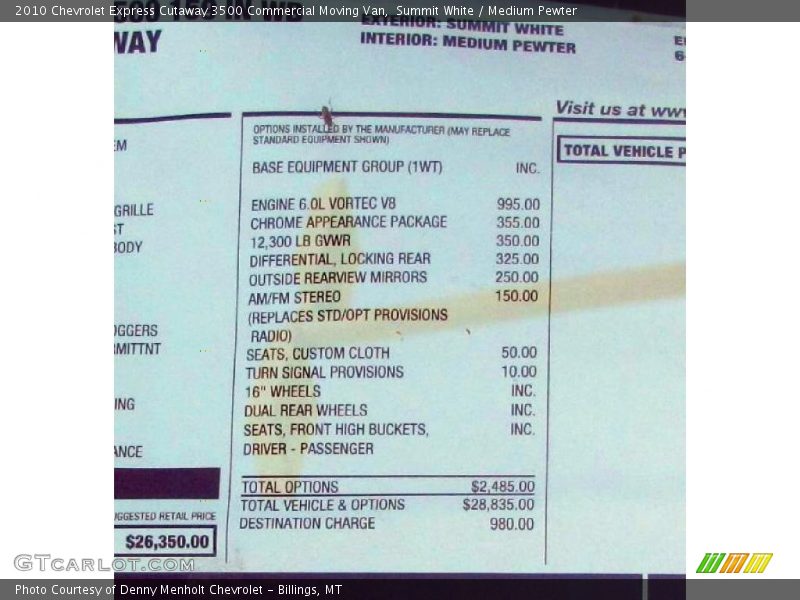 2010 Chevrolet Express Cutaway 3500 Commercial Moving Van, Summit White / Medium Pewter
WAY
EXTERIOR: SUMMIT WHITE
INTERIOR: MEDIUM PEWTER
Visit us at www
TOTAL VEHICLE P
EM
GRILLE
ST
BODY
OGGERS
RMITTNT
ING
ANCE
UGGESTED RETAIL PRICE
$26,350.00
OPTIONS INSTALLED BY THE MANUFACTURER (MAY REPLACE
STANDARD EQUIPMENT SHOWN)
BASE EQUIPMENT GROUP (1WT) INC.
ENGINE 6.0L VORTEC V8 995.00
CHROME APPEARANCE PACKAGE 355.00
12,300 LB GVWR 350.00
DIFFERENTIAL, LOCKING REAR 325.00
OUTSIDE REARVIEW MIRRORS 250.00
AM/FM STEREO 150.00
(REPLACES STD/OPT PROVISIONS
RADIO)
SEATS, CUSTOM CLOTH 50.00
TURN SIGNAL PROVISIONS 10.00
16" WHEELS INC.
DUAL REAR WHEELS INC.
SEATS, FRONT HIGH BUCKETS, INC.
DRIVER - PASSENGER
TOTAL OPTIONS $2,485.00
TOTAL VEHICLE & OPTIONS $28,835.00
DESTINATION CHARGE 980.00
GTCarLot.com
Photo Courtesy of Denny Menholt Chevrolet - Billings, MT